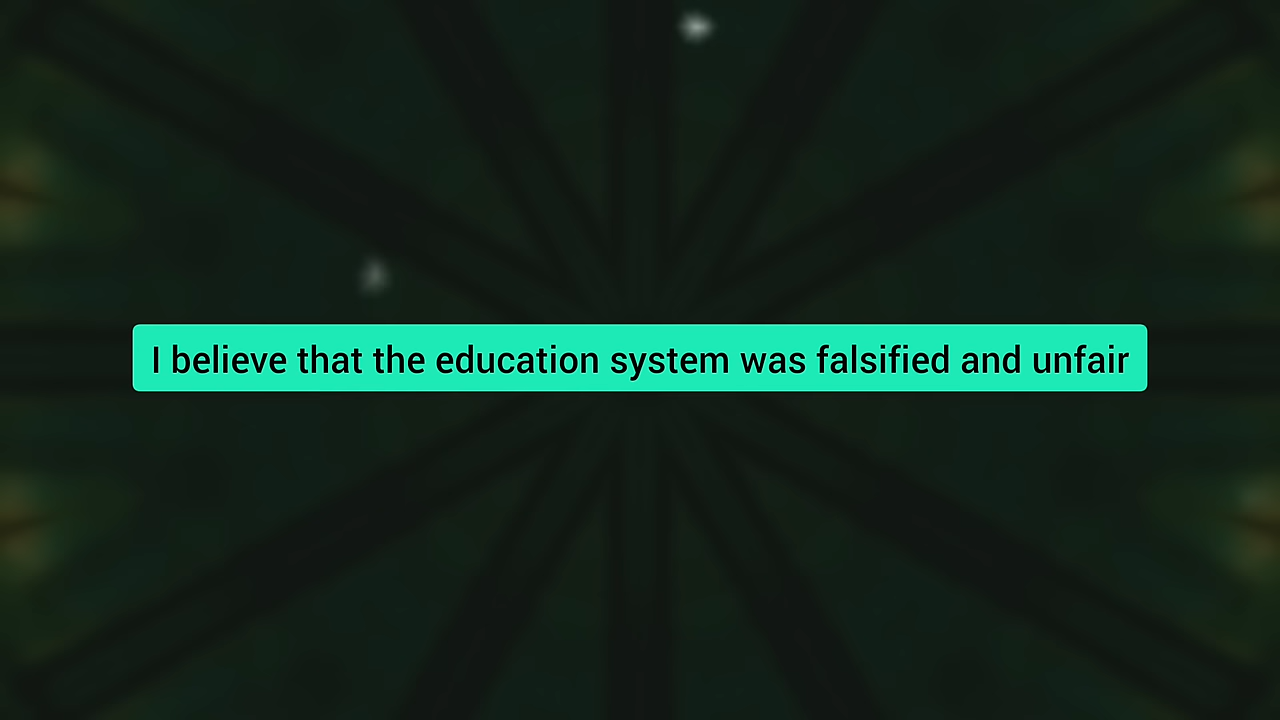 I believe that the education system was falsified and unfair